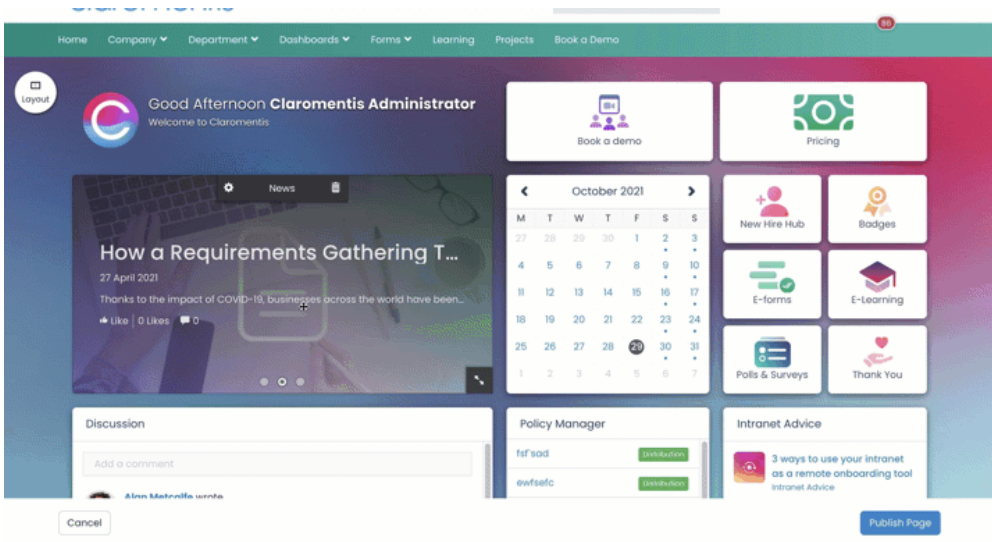 86
Home Company Department Dashboards Forms Learning Projects Book a Demo
Layout
Good Afternoon Claromentis Administrator
Welcome to Claromentis
Book a demo
Pricing
News
How a Requirements Gathering T...
27 April 2021
Thanks to the impact of COVID-19, businesses across the world have been...
Like 0 Likes 0
October 2021
M T W T F S S
27 28 29 30 1 2 3
4 5 6 7 8 9 10
11 12 13 14 15 16 17
18 19 20 21 22 23 24
25 26 27 28 29 30 31
1 2 3 4 5 6 7
New Hire Hub
Badges
E-forms
E-Learning
Polls & Surveys
Thank You
Discussion
Add a comment
Alan Metcalfe wrote
Policy Manager
fsf'sad
Distribution
ewfsefc
Distribution
Intranet Advice
3 ways to use your intranet
as a remote onboarding tool
Intranet Advice
Cancel
Publish Page